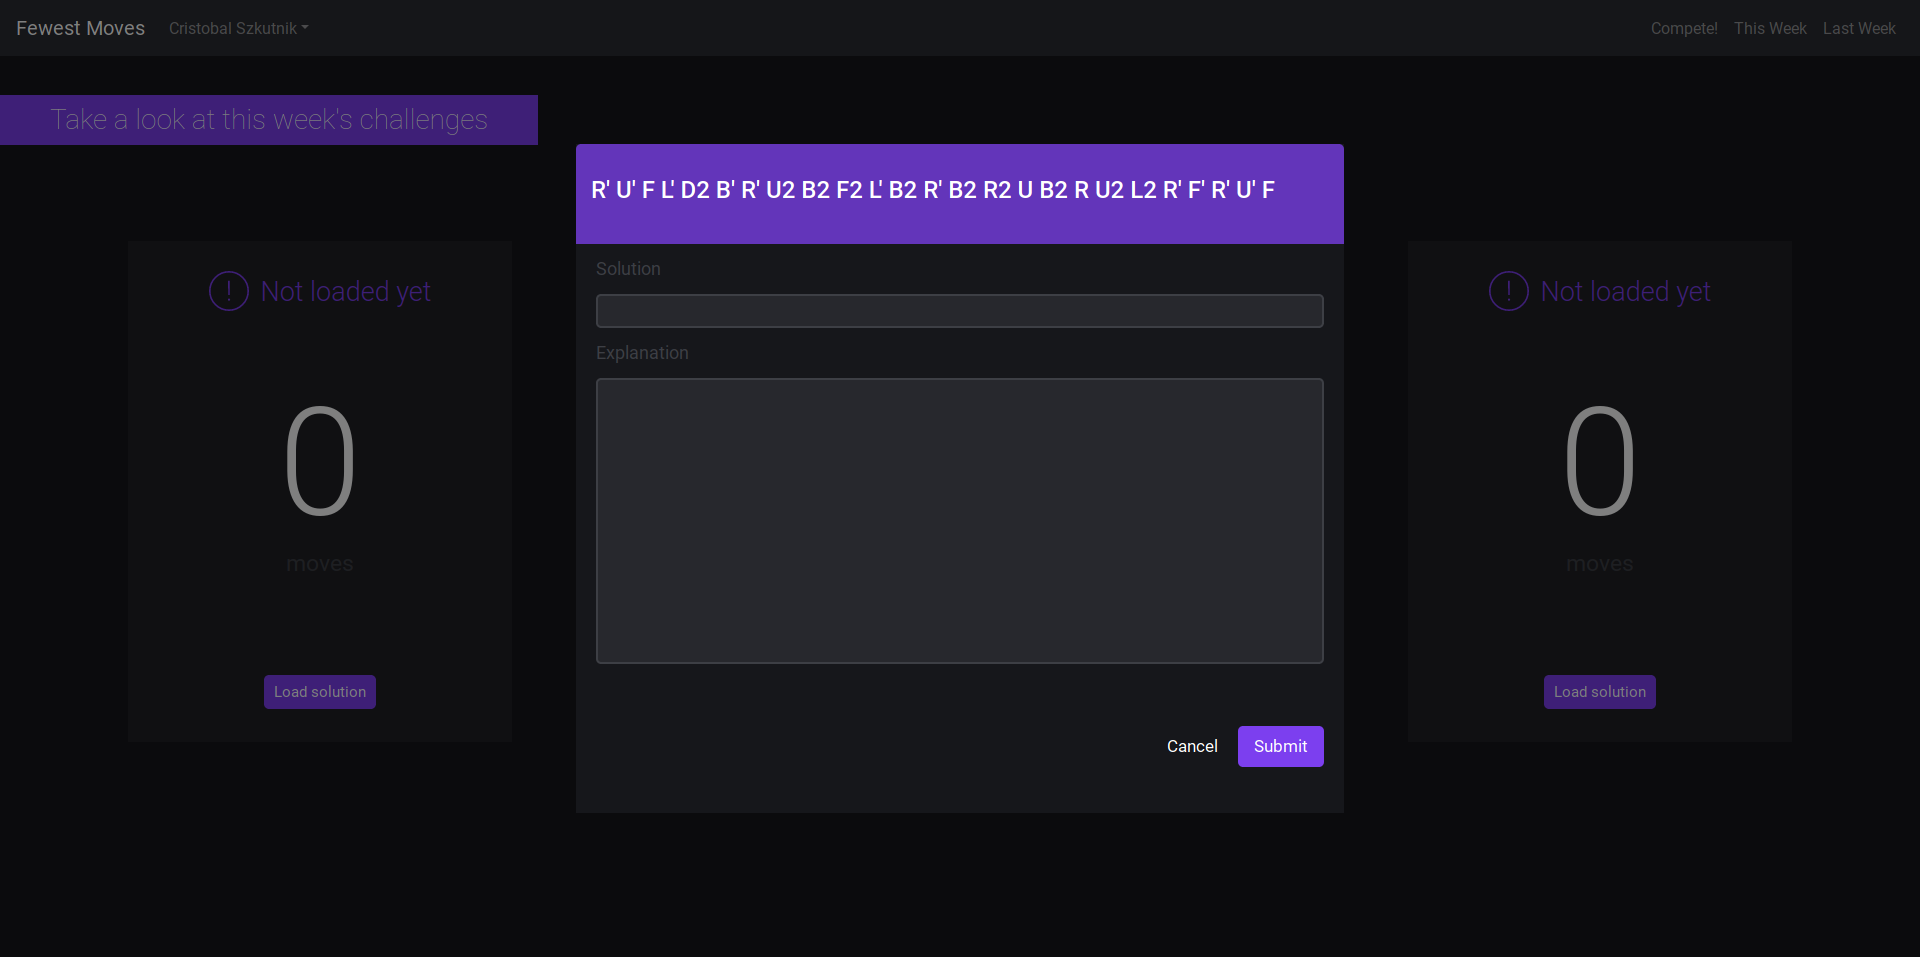 Fewest Moves Cristobal Szkutnik Compete! This Week Last Week
Take a look at this week's challenges
R' U' F L' D2 B' R' U2 B2 F2 L' B2 R' B2 R2 U B2 R U2 L2 R' F' R' U' F
Solution
Explanation
Cancel Submit
! Not loaded yet
0
moves
Load solution
! Not loaded yet
0
moves
Load solution